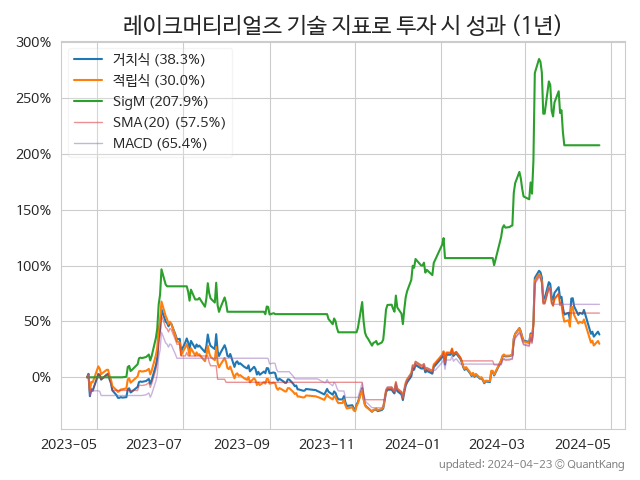 레이크머티리얼즈 기술 지표로 투자 시 성과 (1년)
300%
250%
200%
150%
100%
50%
0%
거치식 (38.3%)
적립식 (30.0%)
SigM (207.9%)
SMA(20) (57.5%)
MACD (65.4%)
2023-05 2023-07 2023-09 2023-11 2024-01 2024-03 2024-05
updated: 2024-04-23 © QuantKang